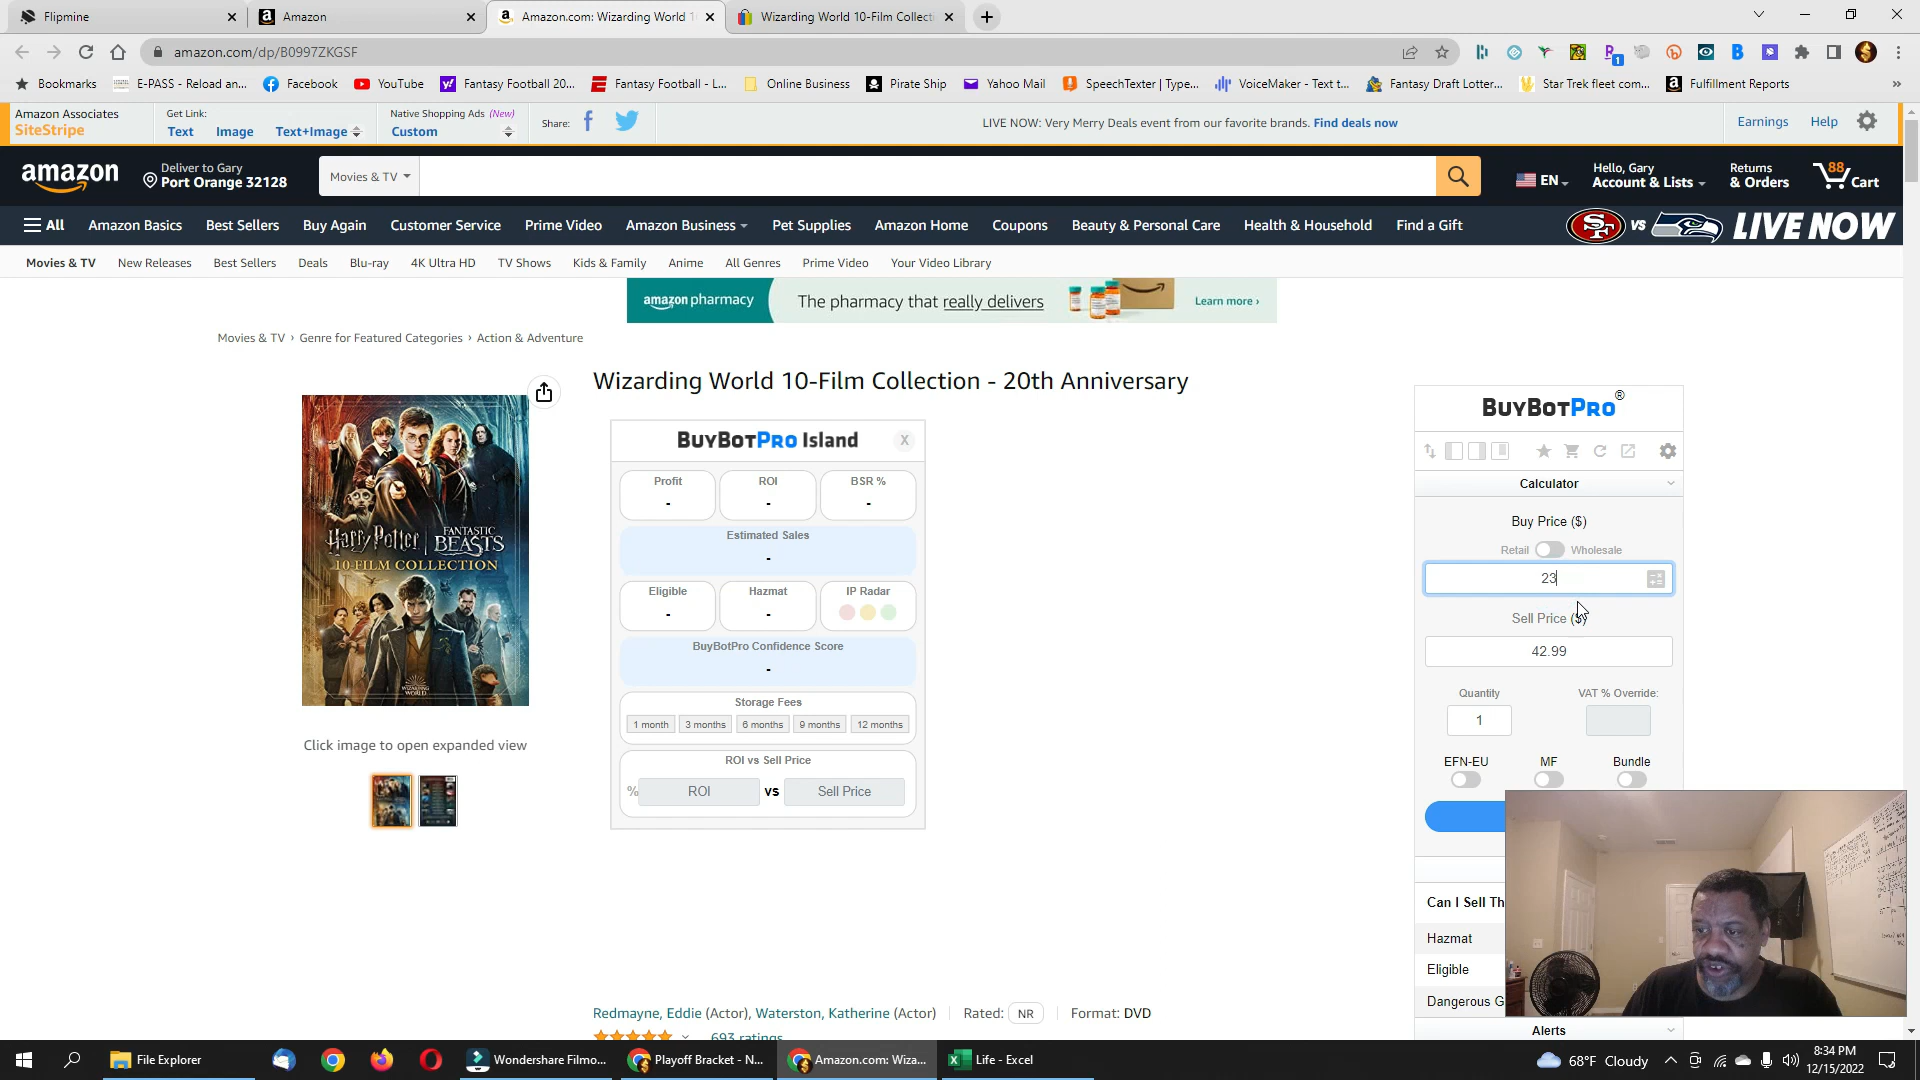 Flipmine
Amazon
Amazon.com: Wizarding World 1
Wizarding World 10-Film Collecti
amazon.com/dp/B0997ZKGSF
Bookmarks
E-PASS - Reload an...
Facebook
YouTube
Fantasy Football 20...
Fantasy Football - L...
Online Business
Pirate Ship
Yahoo Mail
SpeechTexter | Type...
VoiceMaker - Text t...
Fantasy Draft Lotter...
Star Trek fleet com...
Fulfillment Reports
Amazon Associates
SiteStripe
Get Link:
Text
Image
Text+Image
Native Shopping Ads (New)
Custom
Share:
LIVE NOW: Very Merry Deals event from our favorite brands. Find deals now
Earnings
Help
amazon
Deliver to Gary
Port Orange 32128
Movies & TV
EN
Hello, Gary
Account & Lists
Returns
& Orders
88
Cart
All
Amazon Basics
Best Sellers
Buy Again
Customer Service
Prime Video
Amazon Business
Pet Supplies
Amazon Home
Coupons
Beauty & Personal Care
Health & Household
Find a Gift
VS
LIVE NOW
Movies & TV
New Releases
Best Sellers
Deals
Blu-ray
4K Ultra HD
TV Shows
Kids & Family
Anime
All Genres
Prime Video
Your Video Library
amazon pharmacy
The pharmacy that really delivers
Learn more ›
Movies & TV › Genre for Featured Categories › Action & Adventure
Wizarding World 10-Film Collection - 20th Anniversary
Harry Potter | FANTASTIC BEASTS
10-FILM COLLECTION
WIZARDING WORLD
Click image to open expanded view
BUYBOTPRO Island
X
Profit
-
ROI
-
BSR %
-
Estimated Sales
-
Eligible
-
Hazmat
-
IP Radar
BuyBotPro Confidence Score
-
Storage Fees
1 month
3 months
6 months
9 months
12 months
ROI vs Sell Price
%
ROI
vs
Sell Price
BUYBOTPRO®
Calculator
Buy Price ($)
Retail
Wholesale
23
Sell Price ($)
42.99
Quantity
VAT % Override:
1
EFN-EU
MF
Bundle
Can I Sell Th
Hazmat
Eligible
Dangerous G
Alerts
Redmayne, Eddie (Actor), Waterston, Katherine (Actor)
Rated:
NR
Format: DVD
693 ratings
File Explorer
Wondershare Filmo...
Playoff Bracket - N...
Amazon.com: Wiza...
Life - Excel
68°F Cloudy
8:34 PM
12/15/2022